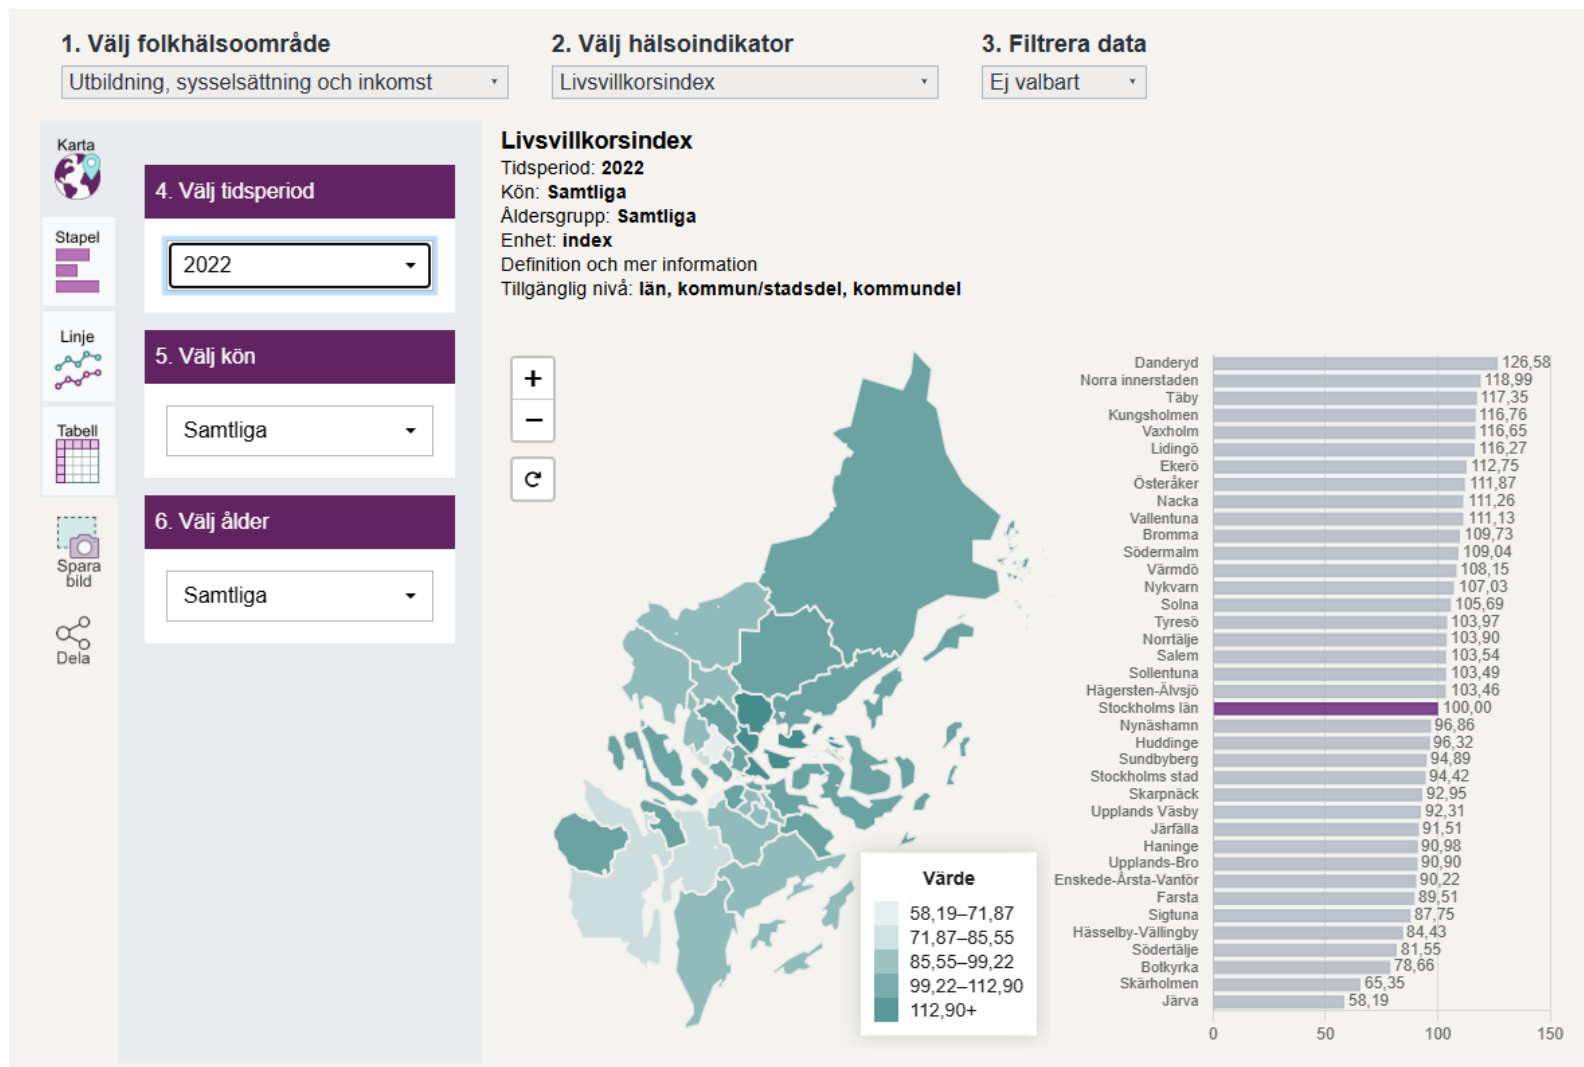 1. Välj folkhälsoområde
2. Välj hälsoindikator
3. Filtrera data
Utbildning, sysselsättning och inkomst
Livsvillkorsindex
Ej valbart
Karta
Stapel
Linje
Tabell
Spara
bild
Dela
4. Välj tidsperiod
2022
5. Välj kön
Samtliga
6. Välj ålder
Samtliga
Livsvillkorsindex
Tidsperiod: 2022
Kön: Samtliga
Åldersgrupp: Samtliga
Enhet: index
Definition och mer information
Tillgänglig nivå: län, kommun/stadsdel, kommundel
+
−
Värde
58,19–71,87
71,87–85,55
85,55–99,22
99,22–112,90
112,90+
Danderyd 126,58
Norra innerstaden 118,99
Täby 117,35
Kungsholmen 116,76
Vaxholm 116,65
Lidingö 116,27
Ekerö 112,75
Österåker 111,87
Nacka 111,26
Vallentuna 111,13
Bromma 109,73
Södermalm 109,04
Värmdö 108,15
Nykvarn 107,03
Solna 105,69
Tyresö 103,97
Norrtälje 103,90
Salem 103,54
Sollentuna 103,49
Hägersten-Älvsjö 103,46
Stockholms län 100,00
Nynäshamn 96,86
Huddinge 96,32
Sundbyberg 94,89
Stockholms stad 94,42
Skarpnäck 92,95
Upplands Väsby 92,31
Järfälla 91,51
Haninge 90,98
Upplands-Bro 90,90
Enskede-Årsta-Vantör 90,22
Farsta 89,51
Sigtuna 87,75
Hässelby-Vällingby 84,43
Södertälje 81,55
Botkyrka 78,66
Skärholmen 65,35
Järva 58,19
0 50 100 150